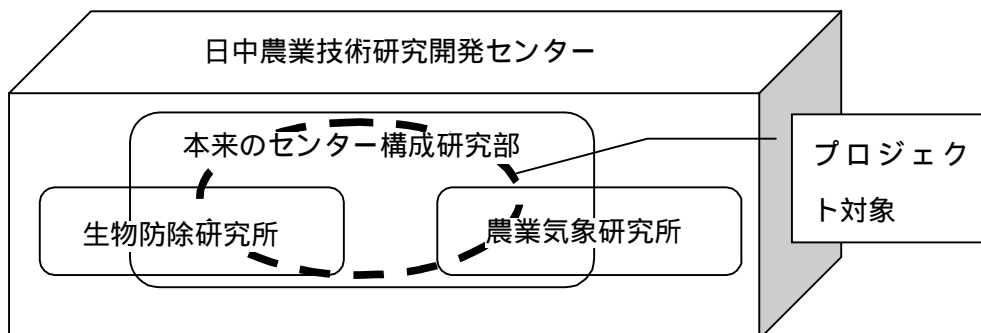 日中農業技術研究開発センター
本来のセンター構成研究部
プロジェク
ト対象
生物防除研究所
農業気象研究所